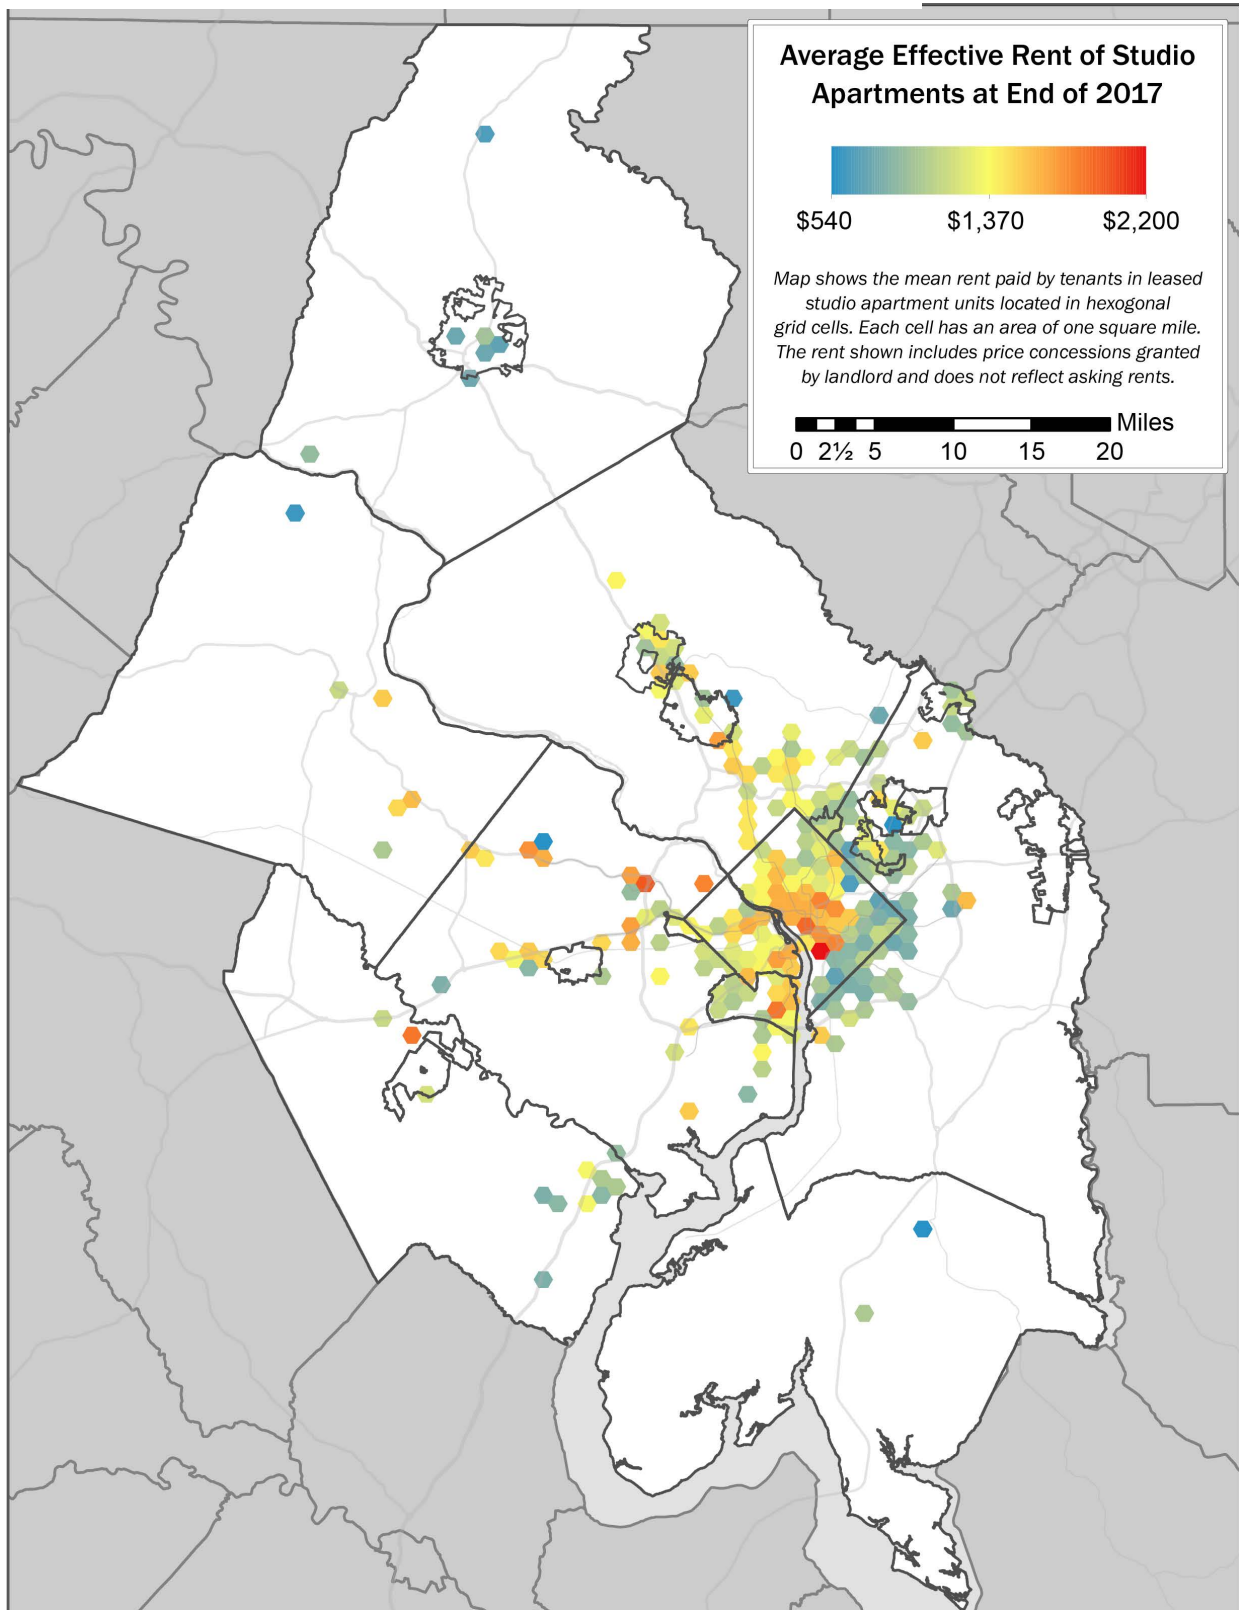 Average Effective Rent of Studio
Apartments at End of 2017
$540 $1,370 $2,200
Map shows the mean rent paid by tenants in leased
studio apartment units located in hexogonal
grid cells. Each cell has an area of one square mile.
The rent shown includes price concessions granted
by landlord and does not reflect asking rents.
Miles
0 2½ 5 10 15 20